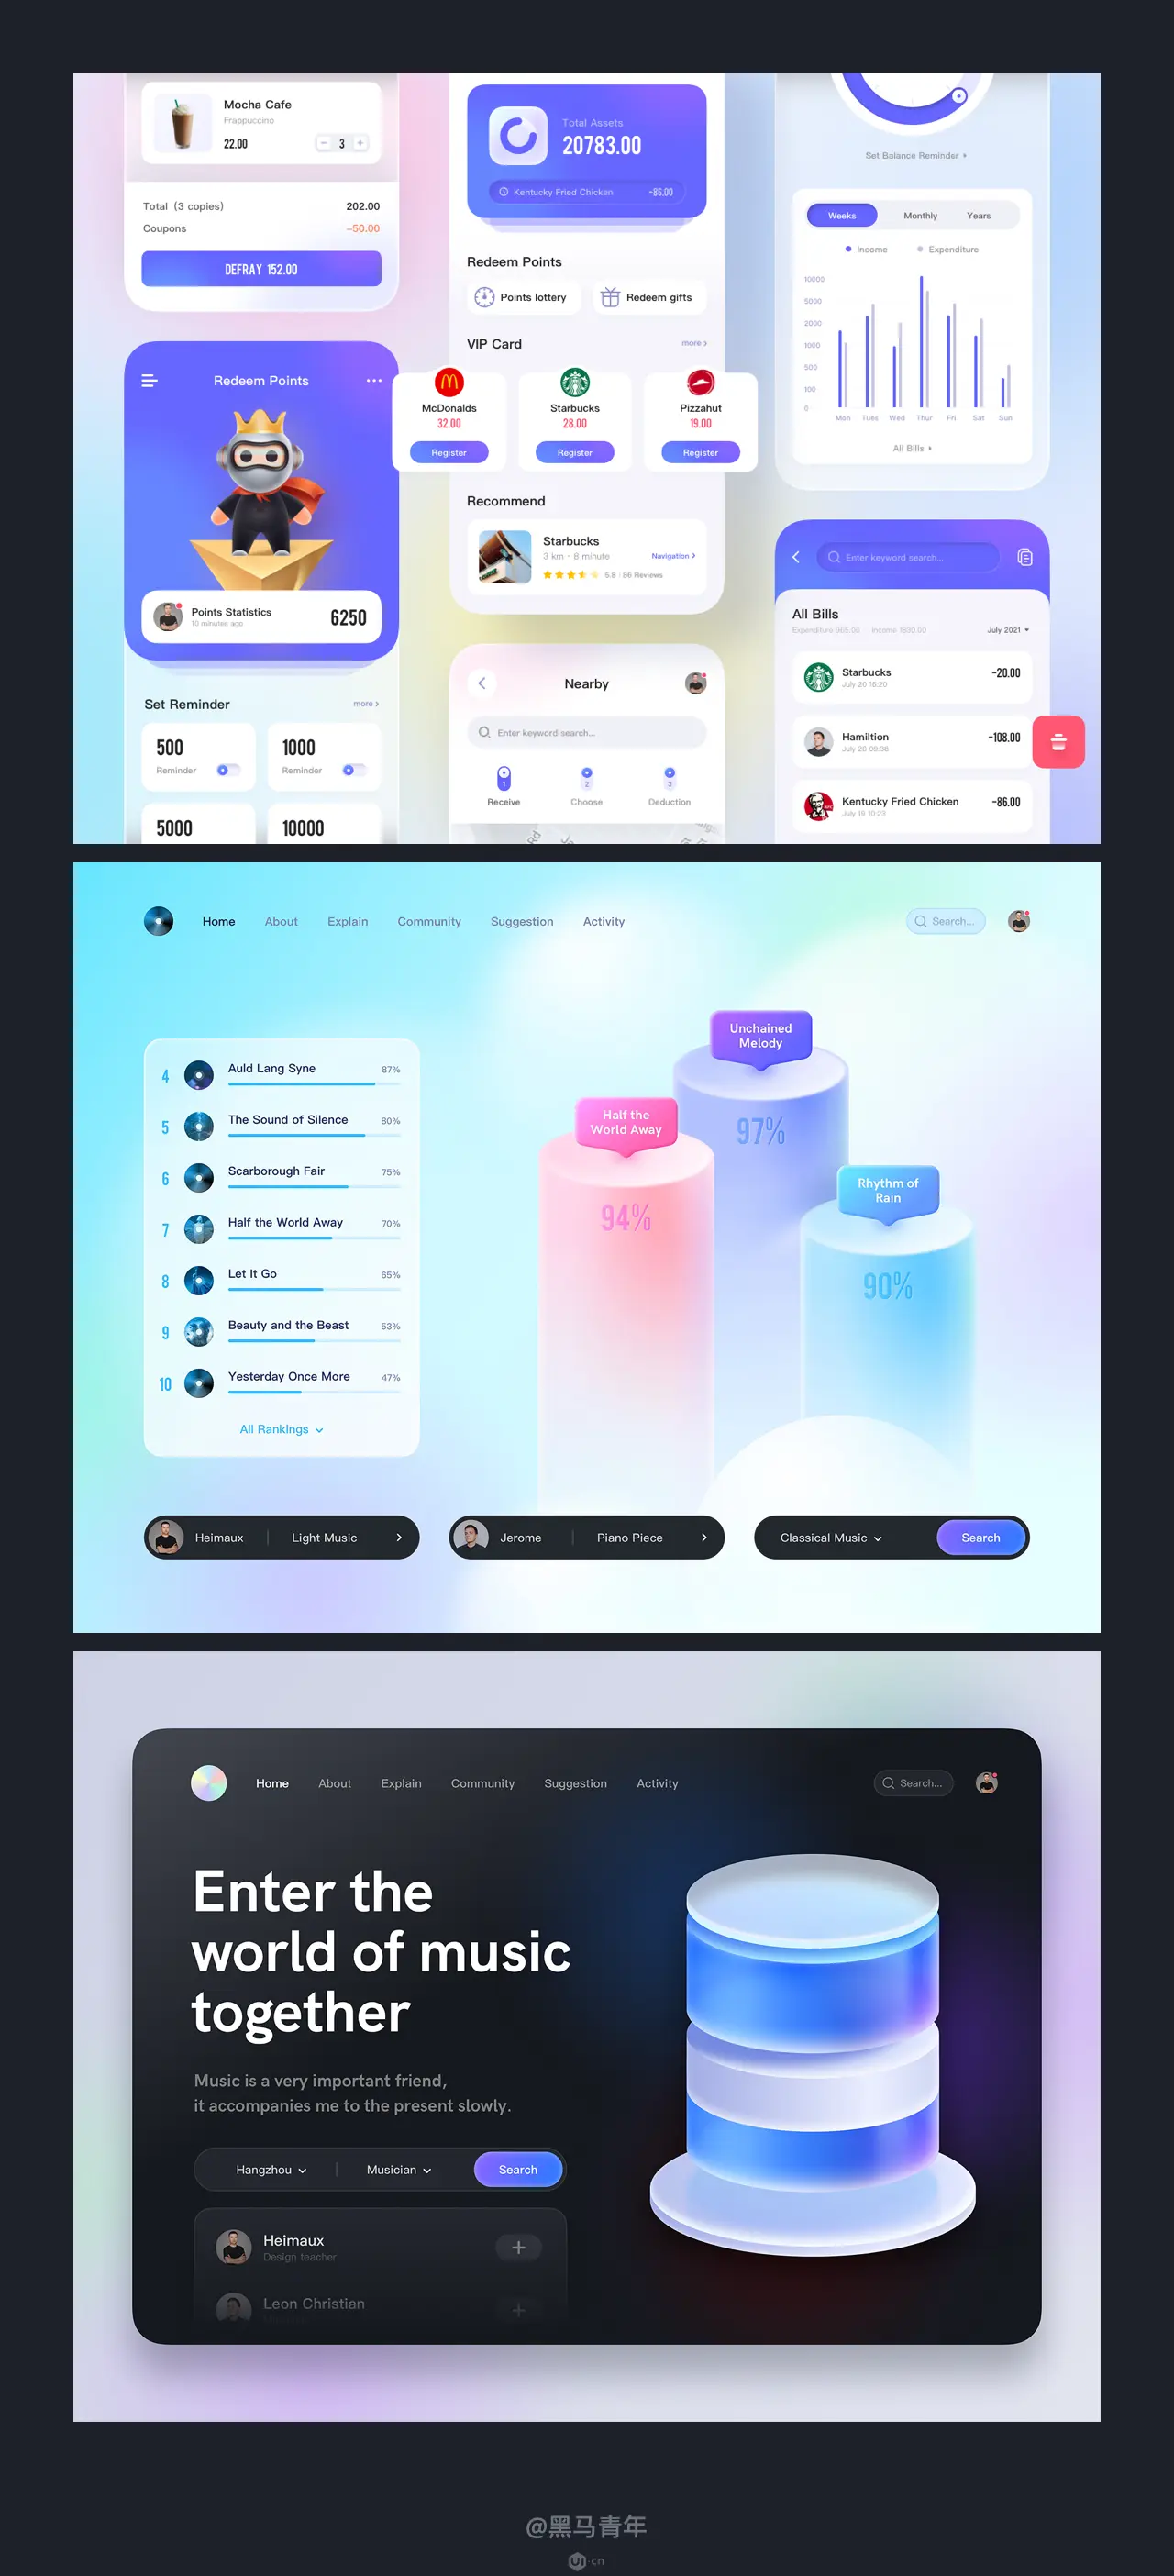 Mocha Cafe
Frappuccino
22.00
3
Total (3 copies)
202.00
Coupons
-50.00
DEFRAY 152.00
Redeem Points
Points Statistics
10 minutes ago
6250
Set Reminder
more >
500
Reminder
1000
Reminder
5000
10000
Total Assets
20783.00
Kentucky Fried Chicken
-86.00
Redeem Points
Points lottery
Redeem gifts
VIP Card
more >
McDonalds
32.00
Register
Starbucks
28.00
Register
Pizzahut
19.00
Register
Recommend
Starbucks
3 km · 8 minute
Navigation >
5.8 | 86 Reviews
Nearby
Enter keyword search...
1
Receive
2
Choose
3
Deduction
Rd
Set Balance Reminder
Weeks
Monthly
Years
Income
Expenditure
10000
5000
2000
1000
500
100
0
Mon
Tues
Wed
Thur
Fri
Sat
Sun
All Bills
Enter keyword search...
All Bills
Expenditure 365.00
Income 1800.00
July 2021
Starbucks
July 20 16:20
-20.00
Hamiltion
July 20 09:38
-108.00
Kentucky Fried Chicken
July 19 10:23
-86.00
Home
About
Explain
Community
Suggestion
Activity
Search...
4
Auld Lang Syne
87%
5
The Sound of Silence
80%
6
Scarborough Fair
75%
7
Half the World Away
70%
8
Let It Go
65%
9
Beauty and the Beast
53%
10
Yesterday Once More
47%
All Rankings
Unchained
Melody
97%
Half the
World Away
94%
Rhythm of
Rain
90%
Heimaux
Light Music
Jerome
Piano Piece
Classical Music
Search
Home
About
Explain
Community
Suggestion
Activity
Search...
Enter the
world of music
together
Music is a very important friend,
it accompanies me to the present slowly.
Hangzhou
Musician
Search
Heimaux
Design teacher
Leon Christian
@黑马青年
UI·cn